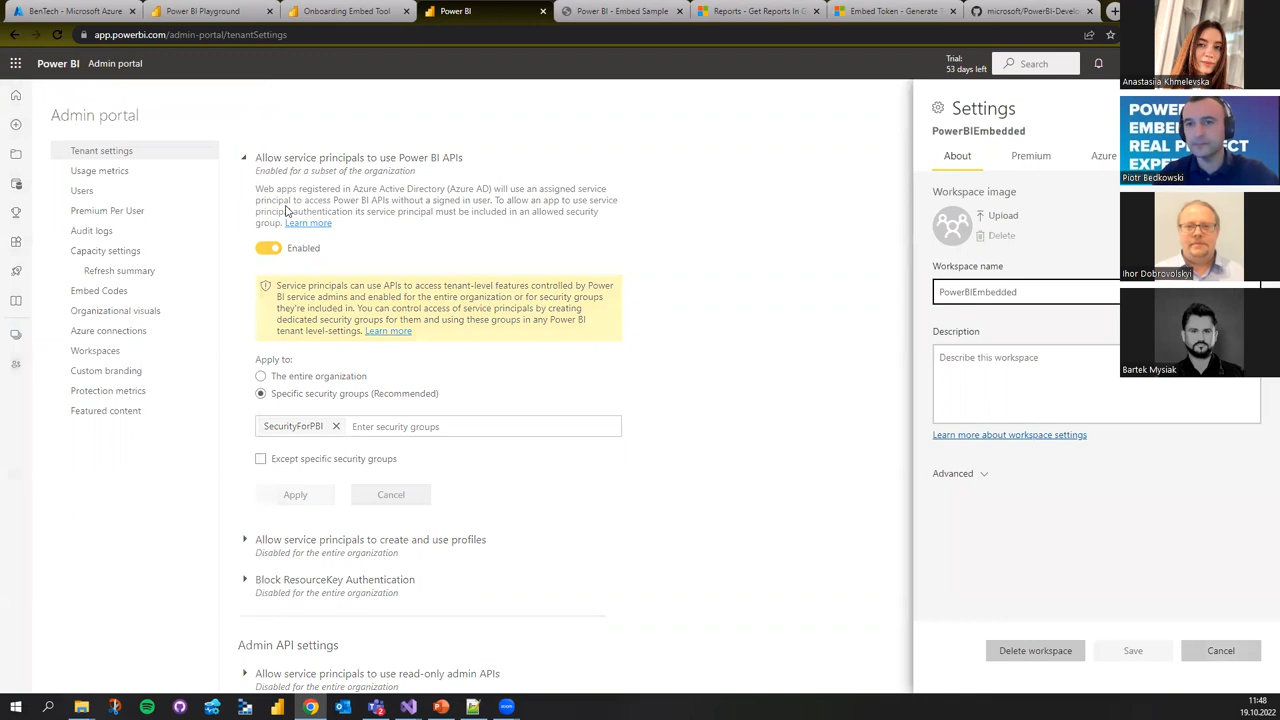 BenTech - Microsoft Azure
Power BI Playground
Onboarding Embed Tool
Power BI
Power BI - Embed Sample
Reports - Get Reports In G
Embed Token - Generate T
microsoft/PowerBI-Devel
app.powerbi.com/admin-portal/tenantSettings
Power BI Admin portal
Trial:
53 days left
Search
Admin portal
Tenant settings
Usage metrics
Users
Premium Per User
Audit logs
Capacity settings
Refresh summary
Embed Codes
Organizational visuals
Azure connections
Workspaces
Custom branding
Protection metrics
Featured content
Allow service principals to use Power BI APIs
Enabled for a subset of the organization
Web apps registered in Azure Active Directory (Azure AD) will use an assigned service
principal to access Power BI APIs without a signed in user. To allow an app to use service
principal authentication its service principal must be included in an allowed security
group. Learn more
Enabled
Service principals can use APIs to access tenant-level features controlled by Power
BI service admins and enabled for the entire organization or for security groups
they're included in. You can control access of service principals by creating
dedicated security groups for them and using these groups in any Power BI
tenant level-settings. Learn more
Apply to:
The entire organization
Specific security groups (Recommended)
SecurityForPBI
Enter security groups
Except specific security groups
Apply
Cancel
Allow service principals to create and use profiles
Disabled for the entire organization
Block ResourceKey Authentication
Disabled for the entire organization
Admin API settings
Allow service principals to use read-only admin APIs
Disabled for the entire organization
Settings
PowerBIEmbedded
About
Premium
Azure
Workspace image
Upload
Delete
Workspace name
PowerBIEmbedded
Description
Describe this workspace
Learn more about workspace settings
Advanced
Delete workspace
Save
Cancel
Anastasiia Khmelevska
Piotr Bedkowski
Ihor Dobrovolskyi
Bartek Mysiak
11:48
19.10.2022